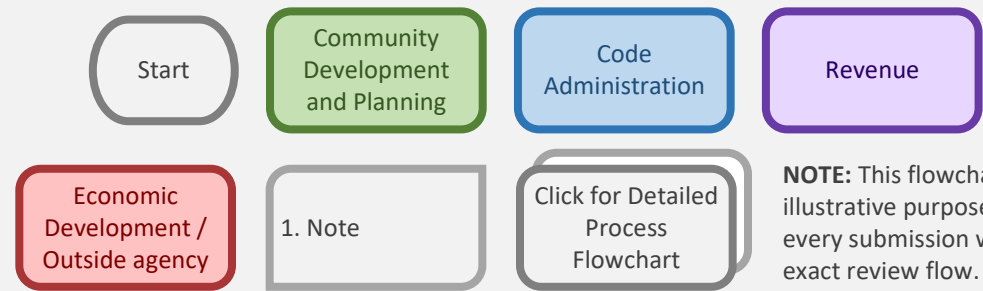 Start
Community
Development
and Planning
Code
Administration
Revenue
Economic
Development /
Outside agency
1. Note
Click for Detailed
Process
Flowchart
NOTE: This flowcha
illustrative purpose
every submission w
exact review flow.